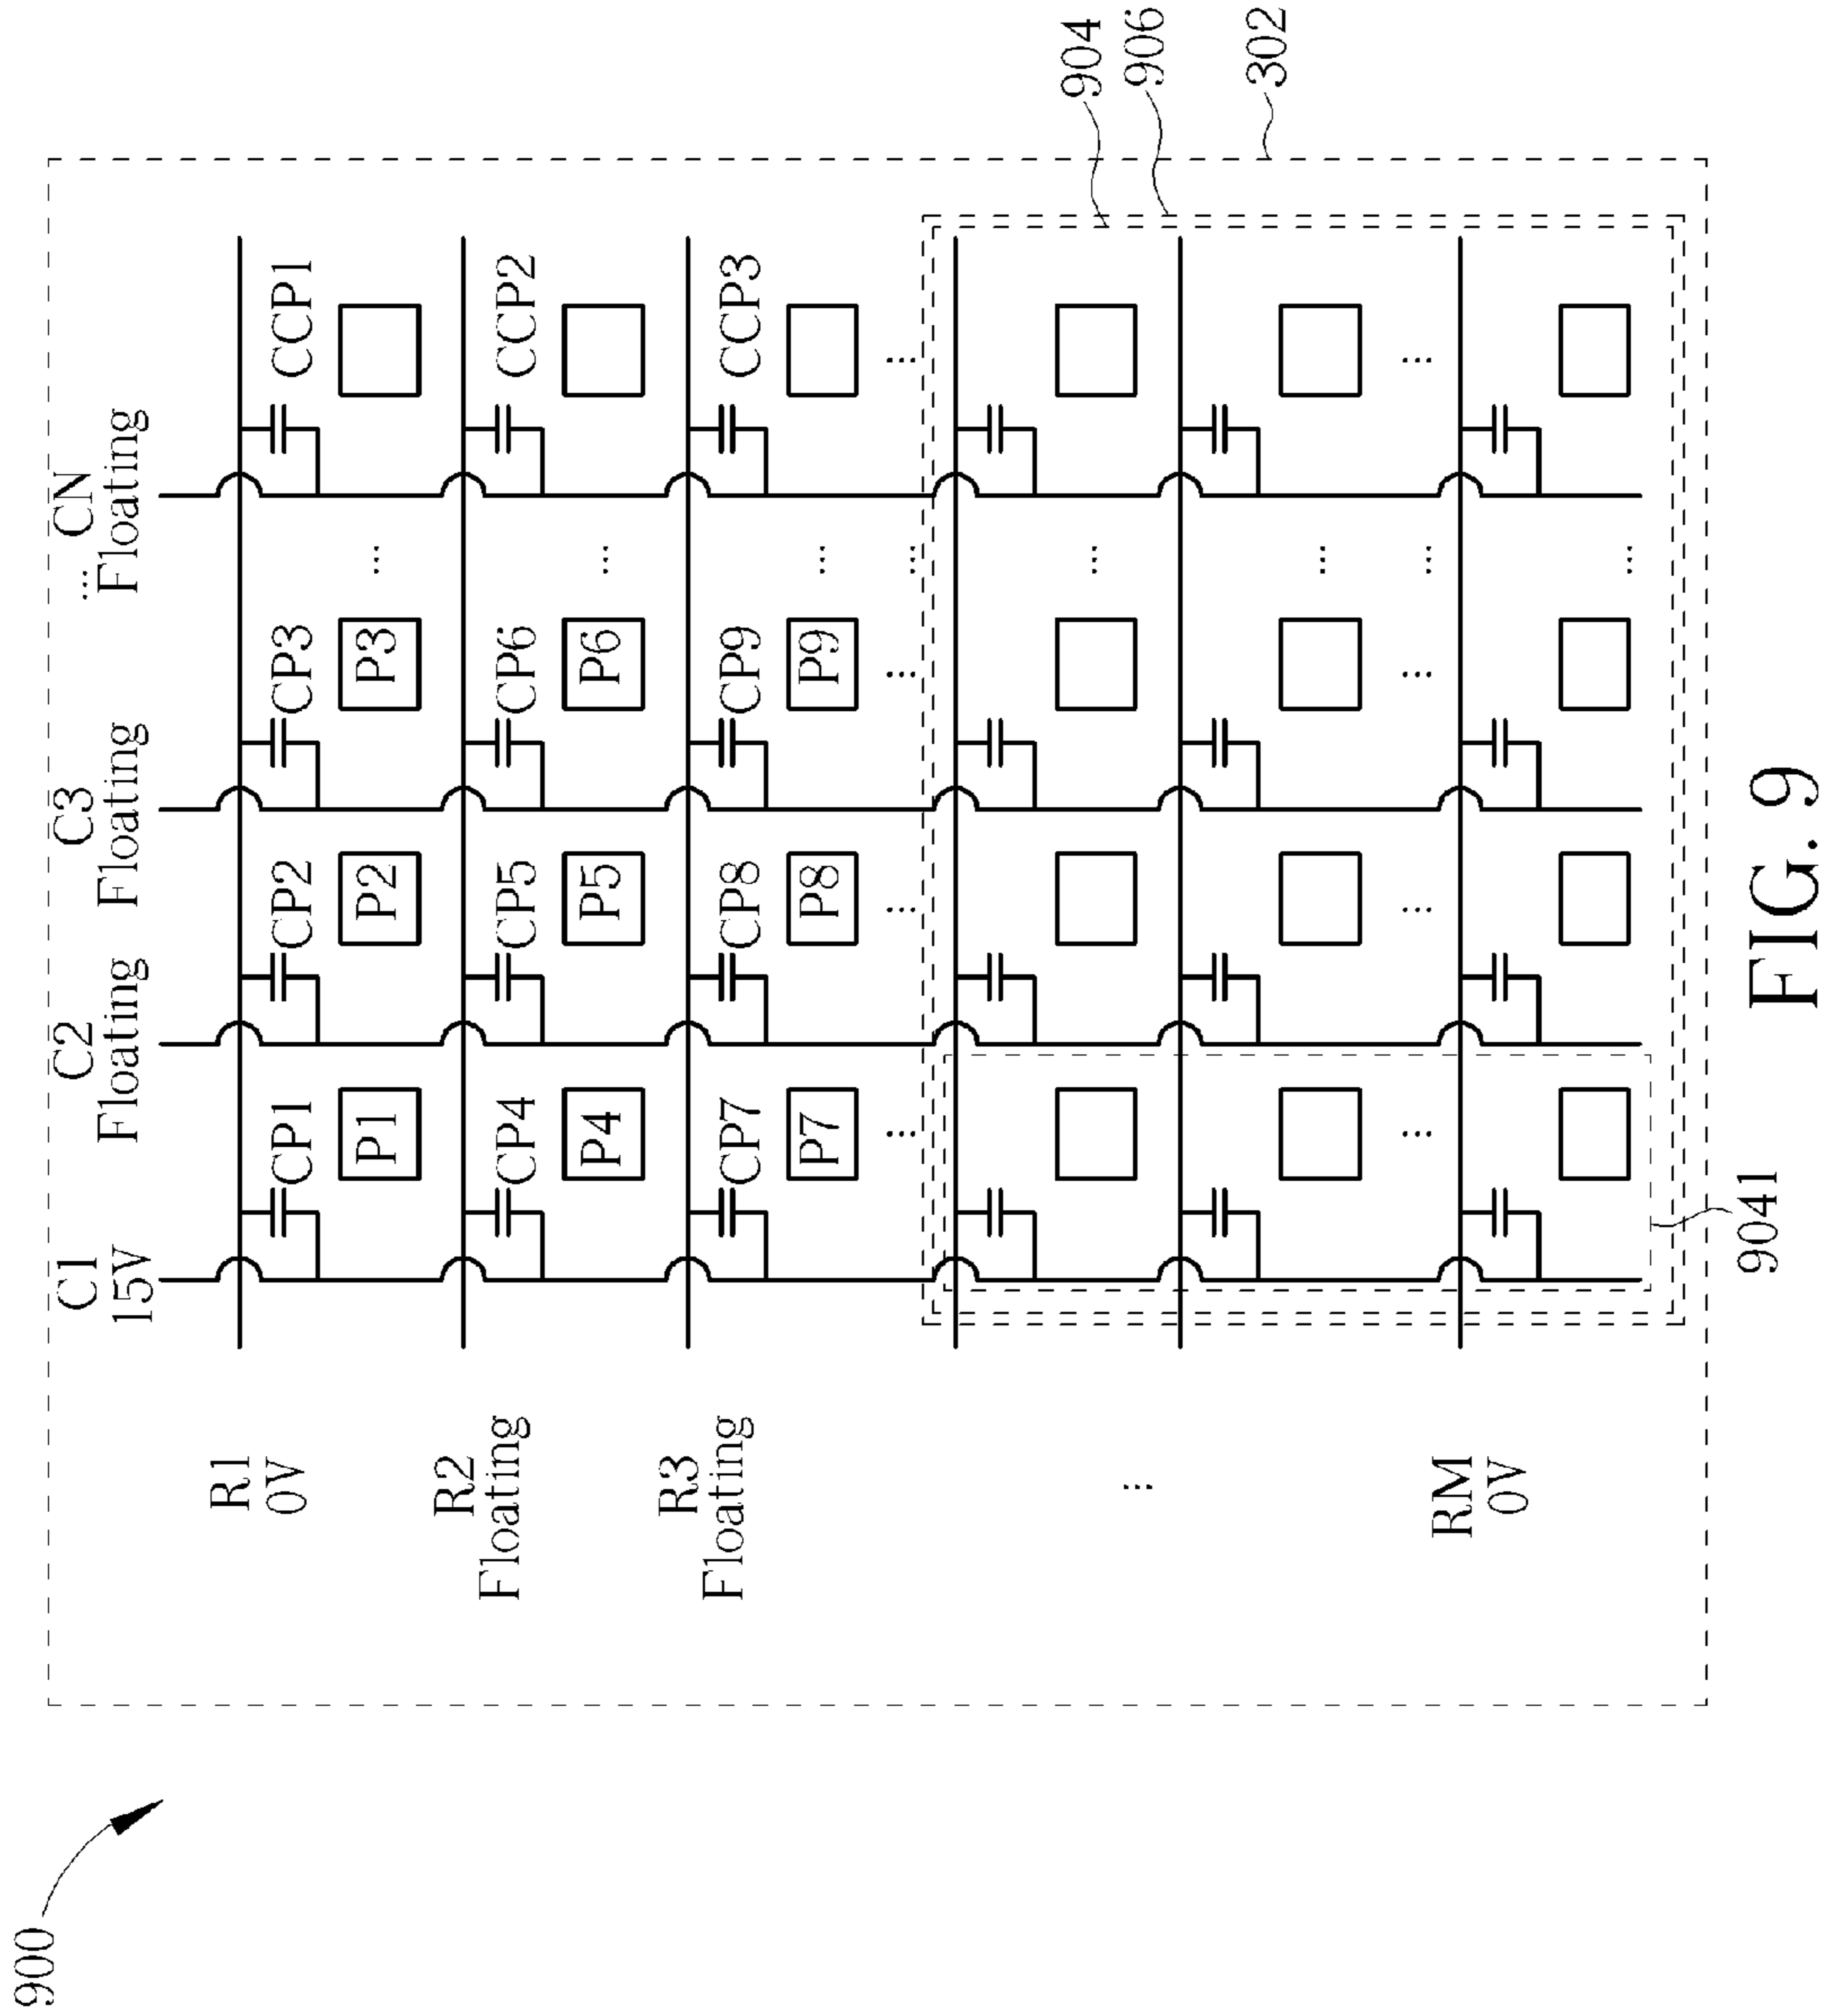 900
C1 C2 C3 ... CN
15V Floating Floating Floating
R1
0V
CP1 CP2 CP3 CCP1
P1 P2 P3 ...
R2
Floating
CP4 CP5 CP6 CCP2
P4 P5 P6 ...
R3
Floating
CP7 CP8 CP9 CCP3
P7 P8 P9 ...
... ... ... ... ...
904
...
...
906
302
...
... ... ... ... ...
RM
0V
...
9041
FIG. 9